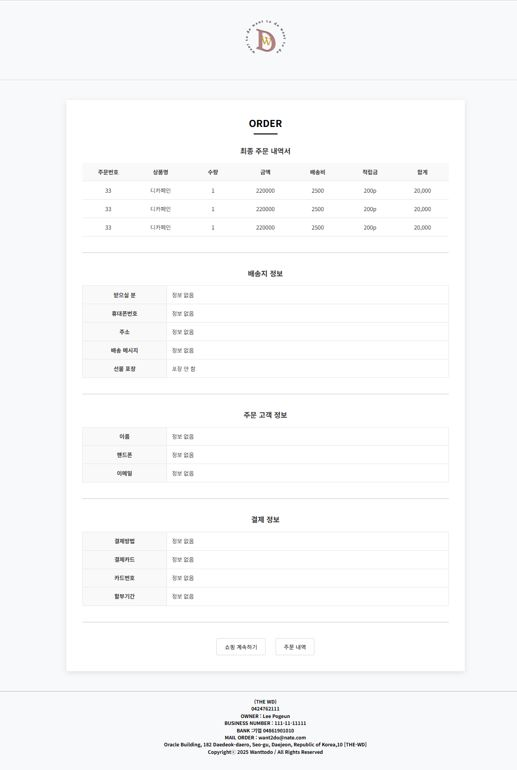 want to do want to do want to do
D
W
ORDER
최종 주문 내역서
주문번호 상품명 수량 금액 배송비 적립금 합계
33 디카페인 1 220000 2500 200p 20,000
33 디카페인 1 220000 2500 200p 20,000
33 디카페인 1 220000 2500 200p 20,000
배송지 정보
받으실 분 정보 없음
휴대폰번호 정보 없음
주소 정보 없음
배송 메시지 정보 없음
선물 포장 포장 안 함
주문 고객 정보
이름 정보 없음
핸드폰 정보 없음
이메일 정보 없음
결제 정보
결제방법 정보 없음
결제카드 정보 없음
카드번호 정보 없음
할부기간 정보 없음
쇼핑 계속하기 주문 내역
(THE WD)
0424762111
OWNER : Lee Pogeun
BUSINESS NUMBER : 111-11-11111
BANK :기업 04861901010
MAIL ORDER : want2do@nate.com
Oracle Building, 182 Daedeok-daero, Seo-gu, Daejeon, Republic of Korea,10 [THE-WD]
Copyrightⓒ 2025 Wanttodo / All Rights Reserved